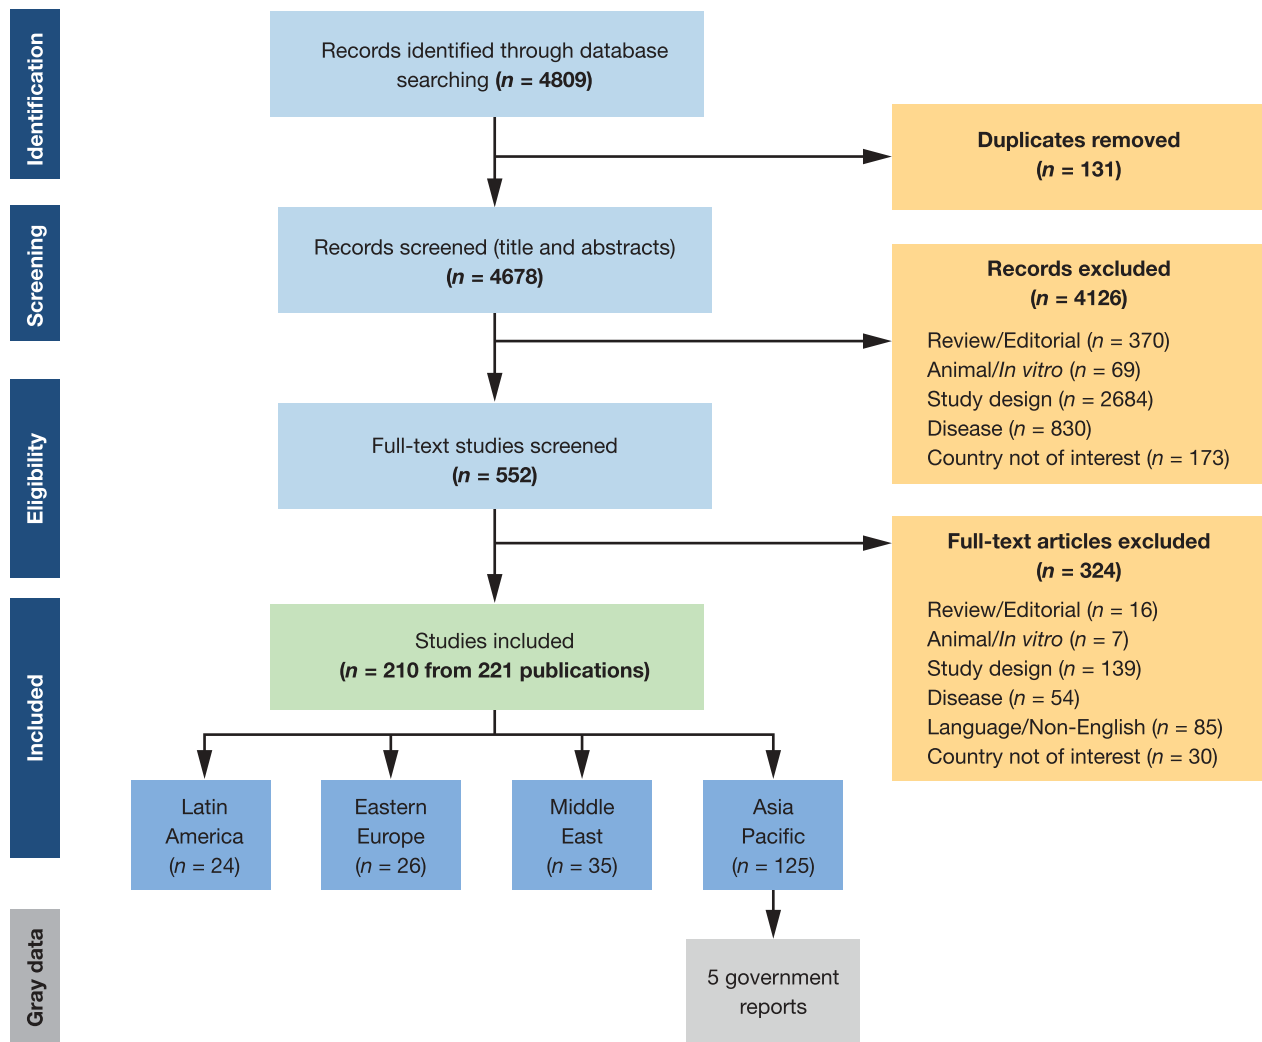 Identification
Records identified through database
searching (n = 4809)
Duplicates removed
(n = 131)
Screening
Records screened (title and abstracts)
(n = 4678)
Records excluded
(n = 4126)
Review/Editorial (n = 370)
Animal/In vitro (n = 69)
Study design (n = 2684)
Disease (n = 830)
Country not of interest (n = 173)
Eligibility
Full-text studies screened
(n = 552)
Full-text articles excluded
(n = 324)
Review/Editorial (n = 16)
Animal/In vitro (n = 7)
Study design (n = 139)
Disease (n = 54)
Language/Non-English (n = 85)
Country not of interest (n = 30)
Included
Studies included
(n = 210 from 221 publications)
Latin
America
(n = 24)
Eastern
Europe
(n = 26)
Middle
East
(n = 35)
Asia
Pacific
(n = 125)
Gray data
5 government
reports